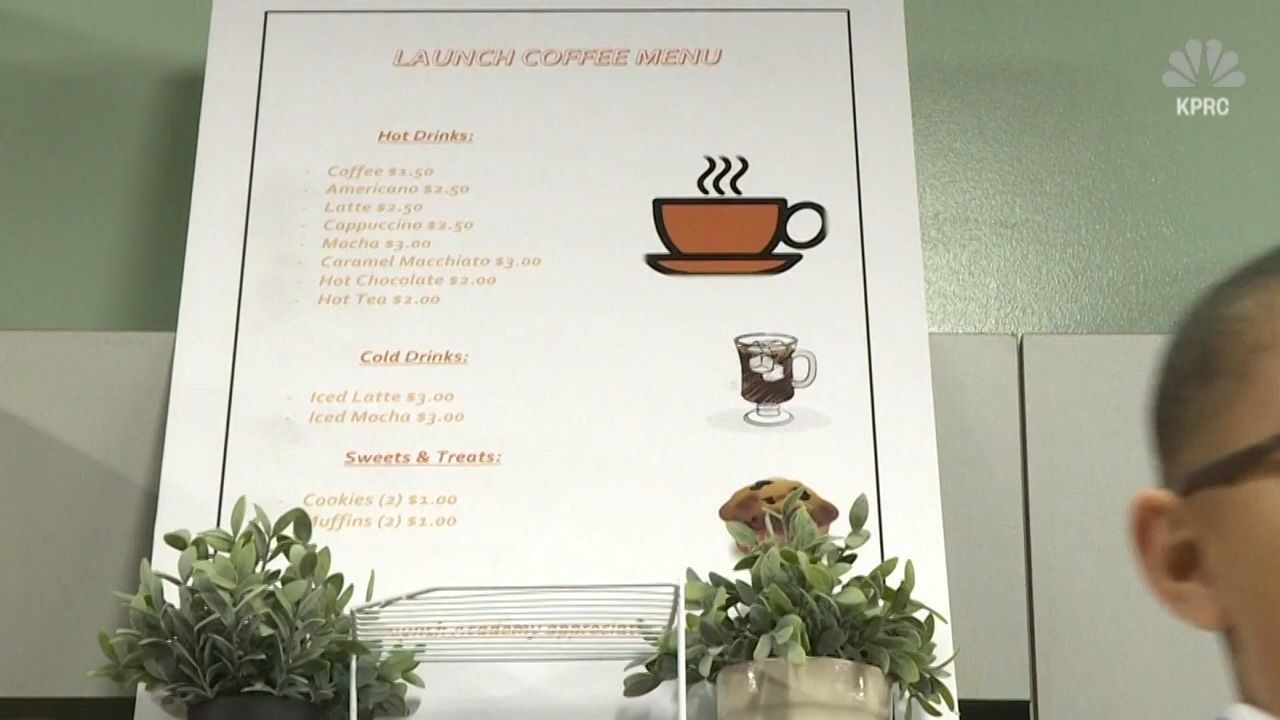 LAUNCH COFFEE MENU
KPRC
Hot Drinks:
Coffee $1.50
Americano $2.50
Latte $2.50
Cappuccino $2.50
Mocha $3.00
Caramel Macchiato $3.00
Hot Chocolate $2.00
Hot Tea $2.00
Cold Drinks:
Iced Latte $3.00
Iced Mocha $3.00
Sweets & Treats:
Cookies (2) $1.00
Muffins (2) $1.00
Academy